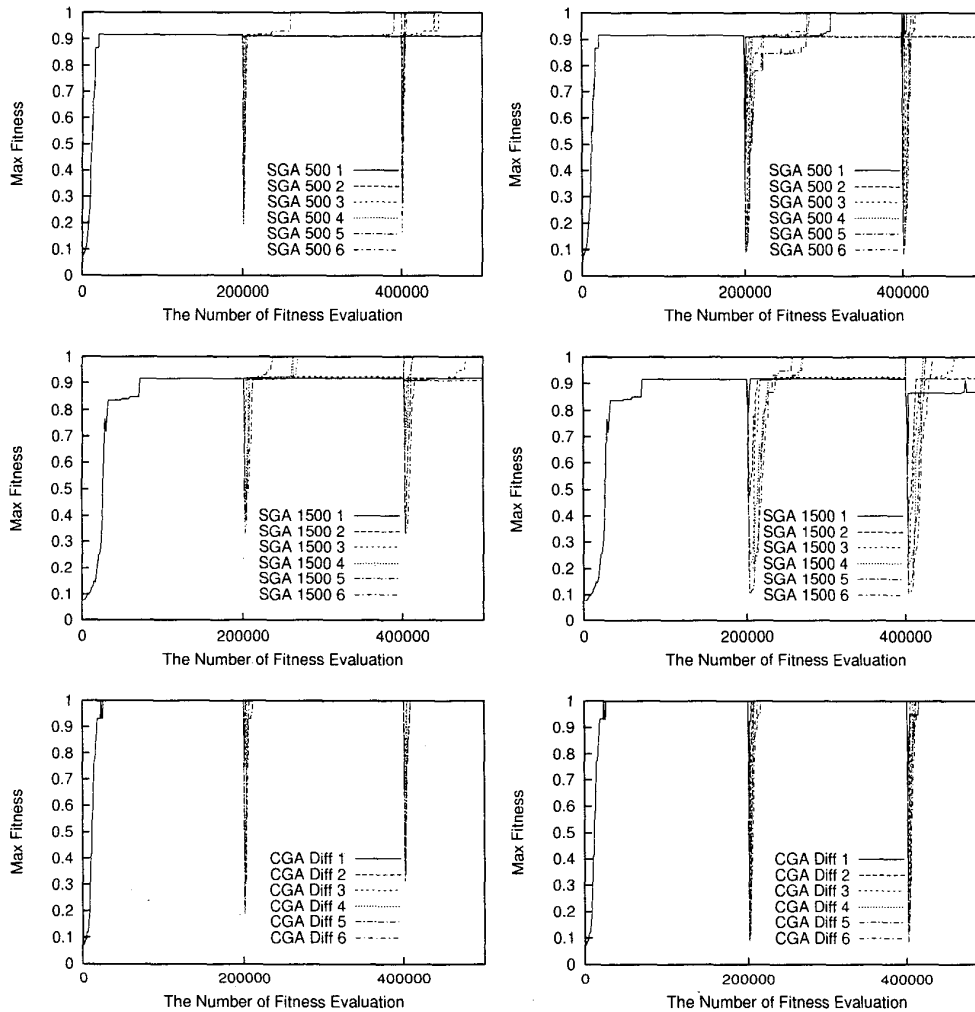 Max Fitness
1
0.9
0.8
0.7
0.6
0.5
0.4
0.3
0.2
0.1
0
SGA 500 1
SGA 500 2
SGA 500 3
SGA 500 4
SGA 500 5
SGA 500 6
0
200000
400000
The Number of Fitness Evaluation
Max Fitness
1
0.9
0.8
0.7
0.6
0.5
0.4
0.3
0.2
0.1
0
SGA 500 1
SGA 500 2
SGA 500 3
SGA 500 4
SGA 500 5
SGA 500 6
0
200000
400000
The Number of Fitness Evaluation
Max Fitness
1
0.9
0.8
0.7
0.6
0.5
0.4
0.3
0.2
0.1
0
SGA 1500 1
SGA 1500 2
SGA 1500 3
SGA 1500 4
SGA 1500 5
SGA 1500 6
0
200000
400000
The Number of Fitness Evaluation
Max Fitness
1
0.9
0.8
0.7
0.6
0.5
0.4
0.3
0.2
0.1
0
SGA 1500 1
SGA 1500 2
SGA 1500 3
SGA 1500 4
SGA 1500 5
SGA 1500 6
0
200000
400000
The Number of Fitness Evaluation
Max Fitness
1
0.9
0.8
0.7
0.6
0.5
0.4
0.3
0.2
0.1
0
CGA Diff 1
CGA Diff 2
CGA Diff 3
CGA Diff 4
CGA Diff 5
CGA Diff 6
0
200000
400000
The Number of Fitness Evaluation
Max Fitness
1
0.9
0.8
0.7
0.6
0.5
0.4
0.3
0.2
0.1
0
CGA Diff 1
CGA Diff 2
CGA Diff 3
CGA Diff 4
CGA Diff 5
CGA Diff 6
0
200000
400000
The Number of Fitness Evaluation